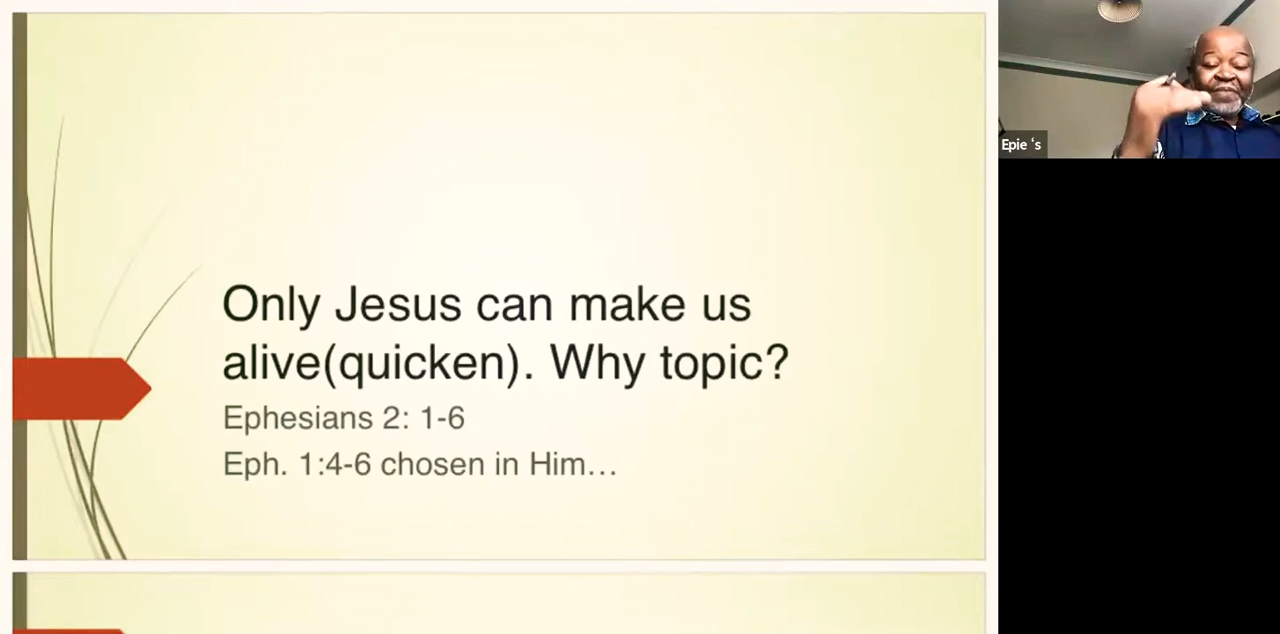 Only Jesus can make us
alive(quicken). Why topic?
Ephesians 2: 1-6
Eph. 1:4-6 chosen in Him…
Epie ‘s